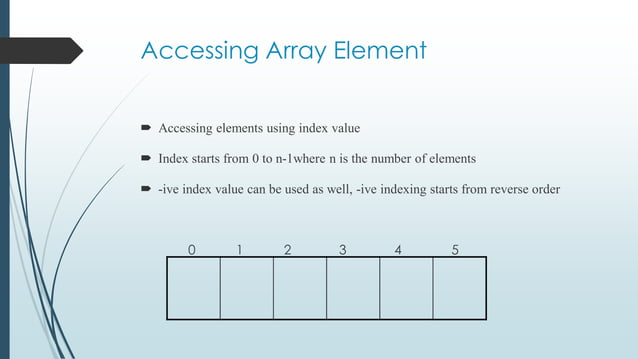 Accessing Array Element
Accessing elements using index value
Index starts from 0 to n-1where n is the number of elements
-ive index value can be used as well, -ive indexing starts from reverse order
0 1 2 3 4 5